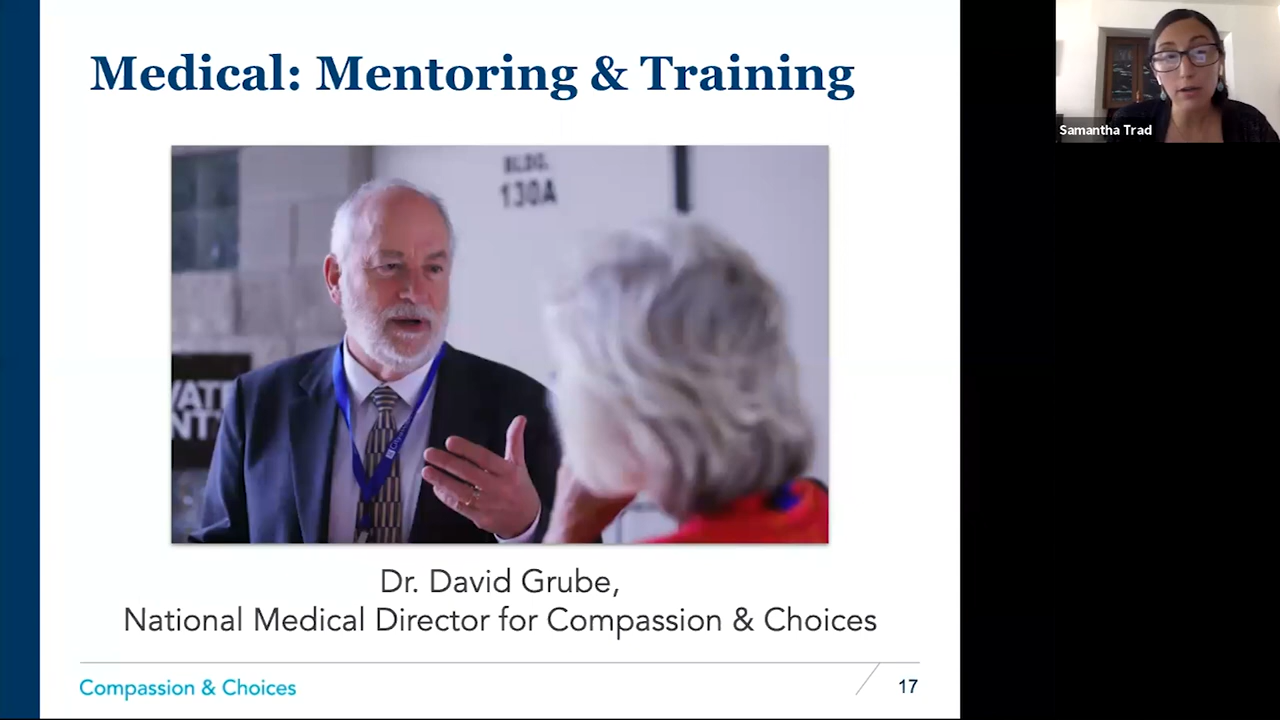 Medical: Mentoring & Training
BLDG.
130A
Dr. David Grube,
National Medical Director for Compassion & Choices
Compassion & Choices
17
Samantha Trad